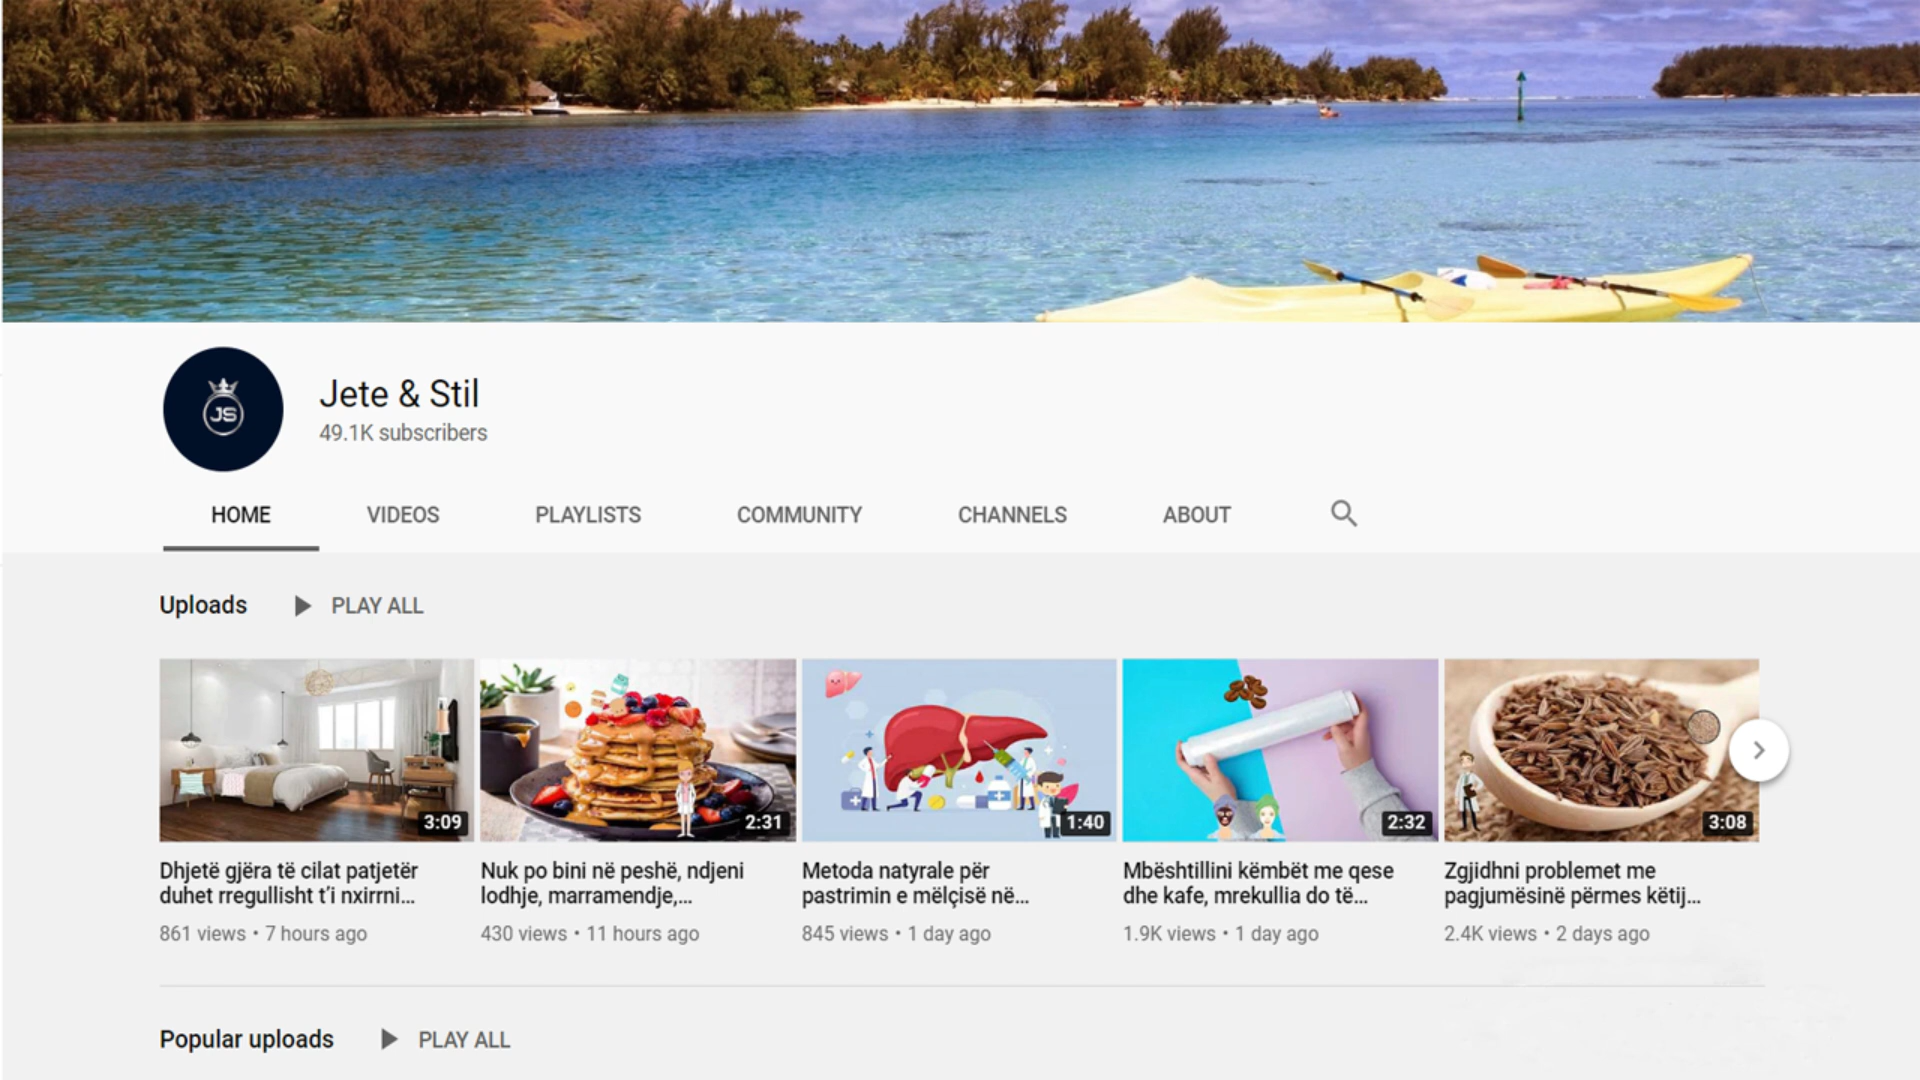 JS
Jete & Stil
49.1K subscribers
HOME VIDEOS PLAYLISTS COMMUNITY CHANNELS ABOUT
Uploads PLAY ALL
3:09 2:31 1:40 2:32 3:08
Dhjetë gjëra të cilat patjetër
duhet rregullisht t'i nxirrni...
861 views • 7 hours ago
Nuk po bini në peshë, ndjeni
lodhje, marramendje,...
430 views • 11 hours ago
Metoda natyrale për
pastrimin e mëlçisë në...
845 views • 1 day ago
Mbështillini këmbët me qese
dhe kafe, mrekullia do të...
1.9K views • 1 day ago
Zgjidhni problemet me
pagjumësinë përmes këtij...
2.4K views • 2 days ago
Popular uploads PLAY ALL